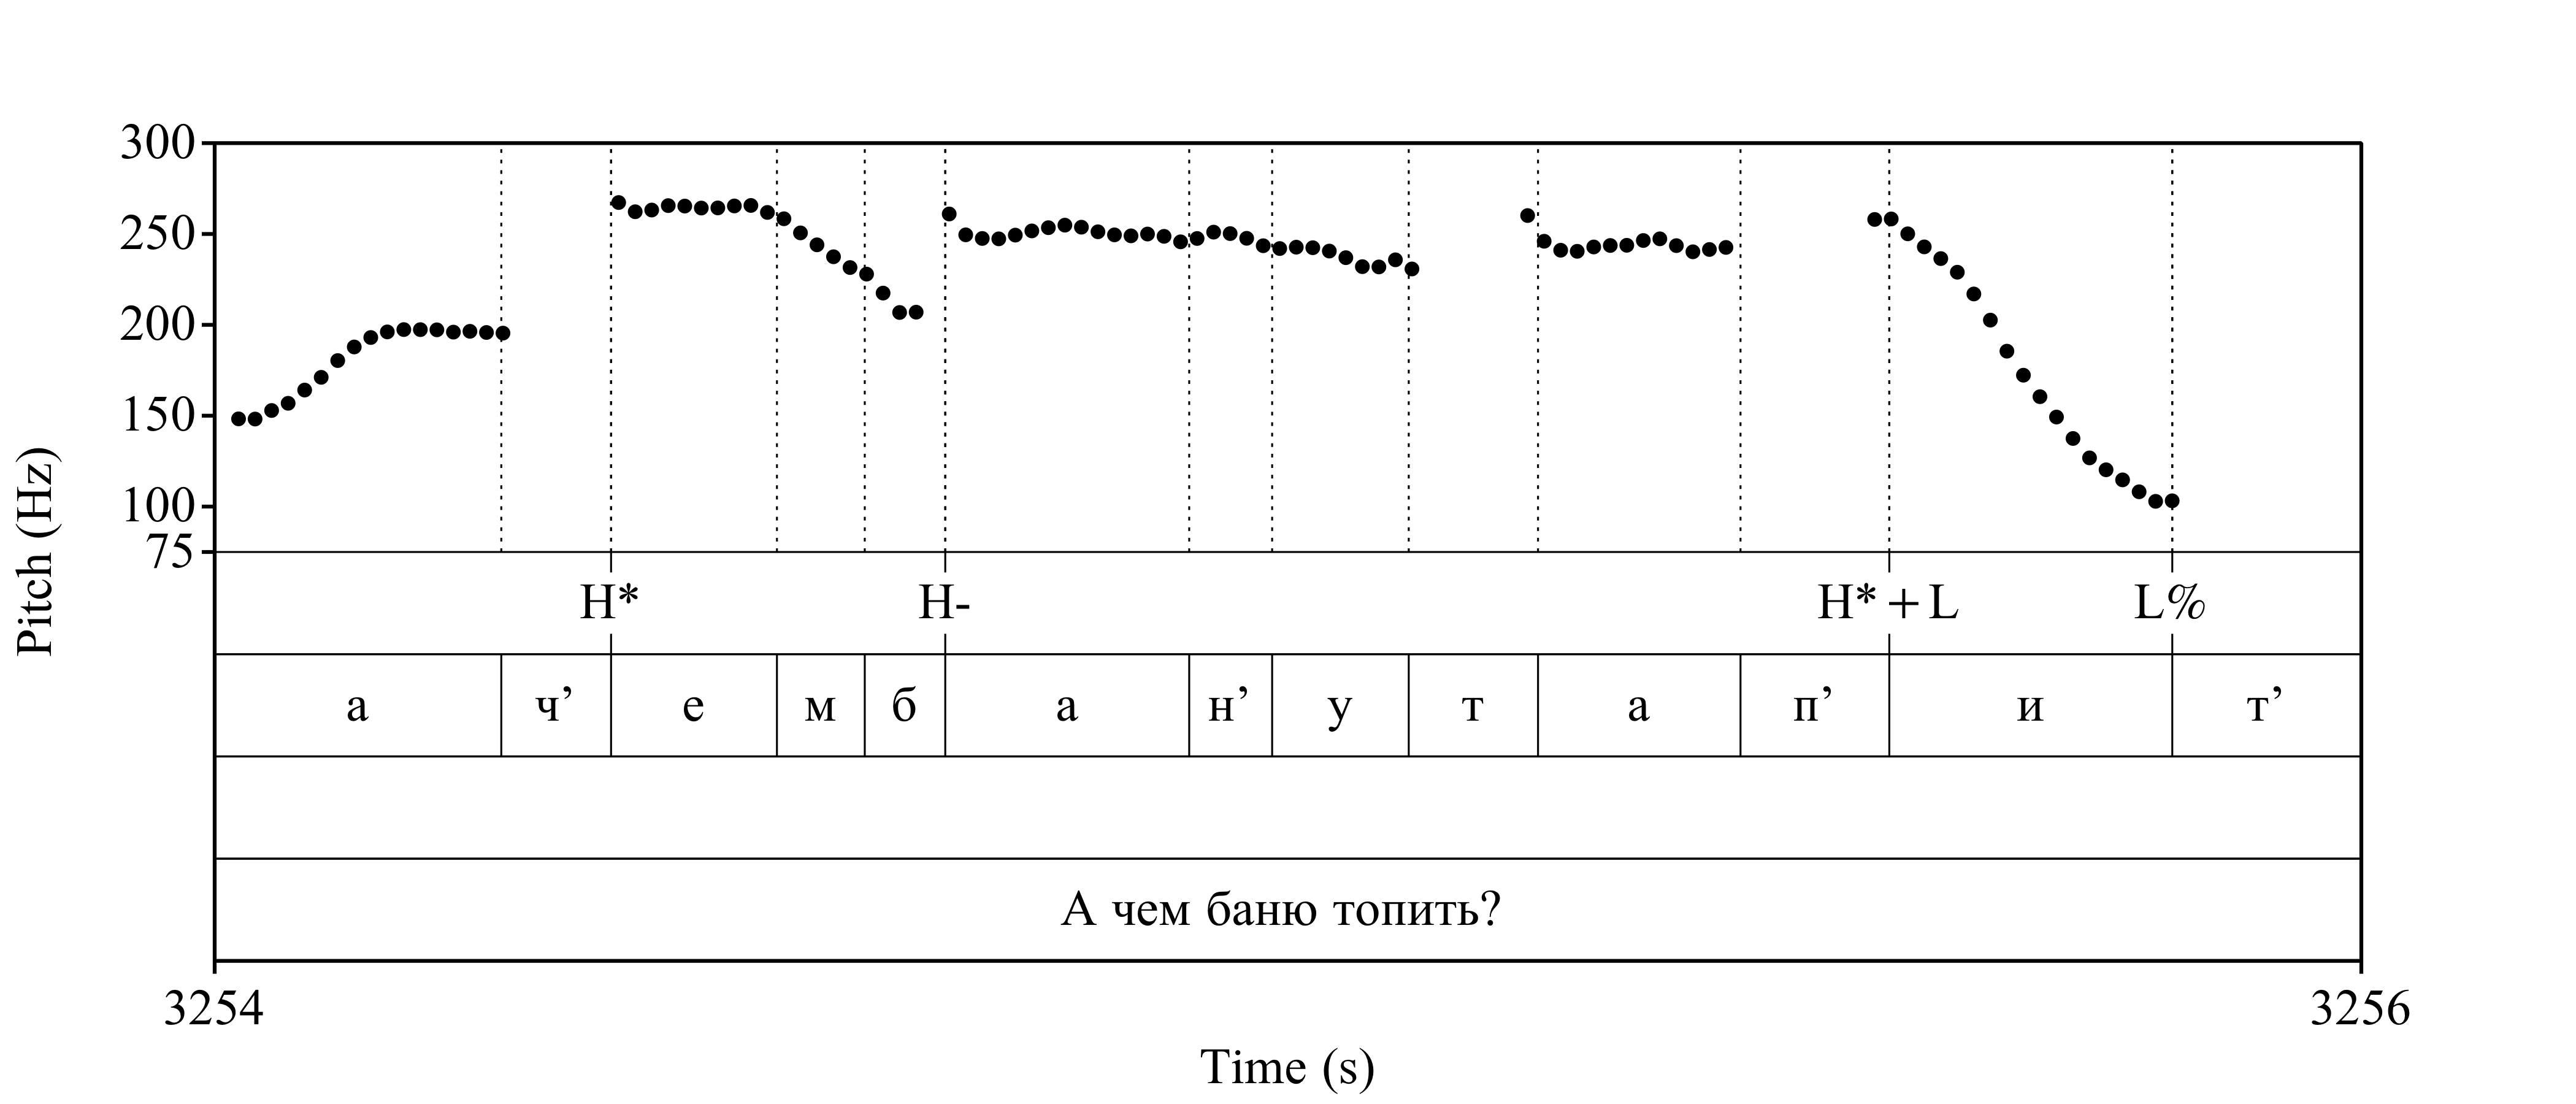 300
250
200
150
100
75
Pitch (Hz)
H* H- H*+L L%
а ч’ е м б а н’ у т а п’ и т’
А чем баню топить?
3254 3256
Time (s)